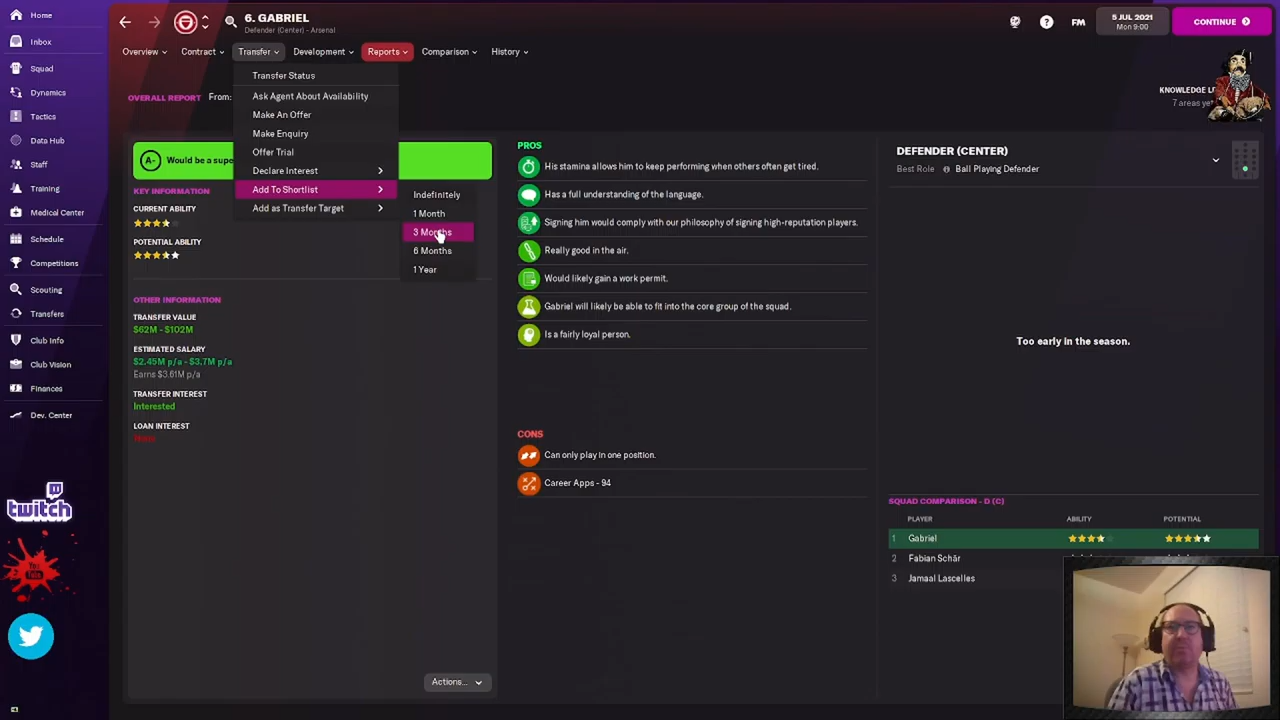 Home
Inbox
Squad
Dynamics
Tactics
Data Hub
Staff
Training
Medical Center
Schedule
Competitions
Scouting
Transfers
Club Info
Club Vision
Finances
Dev. Center
twitch
6. GABRIEL
Defender (Center) - Arsenal
FM
5 JUL 2021
Mon 9:00
CONTINUE
Overview
Contract
Transfer
Development
Reports
Comparison
History
OVERALL REPORT From:
Transfer Status
Ask Agent About Availability
Make An Offer
Make Enquiry
Offer Trial
Declare Interest
Add To Shortlist
Add as Transfer Target
Indefinitely
1 Month
3 Months
6 Months
1 Year
7 areas
A- Would be a
KEY INFORMATION
CURRENT ABILITY
POTENTIAL ABILITY
OTHER INFORMATION
TRANSFER VALUE
$62M - $102M
ESTIMATED SALARY
$2.45M p/a - $3.7M p/a
Earns $3.61M p/a
TRANSFER INTEREST
Interested
LOAN INTEREST
Actions...
PROS
His stamina allows him to keep performing when others often get tired.
Has a full understanding of the language.
Signing him would comply with our philosophy of signing high-reputation players.
Really good in the air.
Would likely gain a work permit.
Gabriel will likely be able to fit into the core group of the squad.
Is a fairly loyal person.
CONS
Can only play in one position.
Career Apps - 94
DEFENDER (CENTER)
Best Role Ball Playing Defender
Too early in the season.
SQUAD COMPARISON - D (C)
PLAYER ABILITY POTENTIAL
1 Gabriel
2 Fabian Schär
3 Jamaal Lascelles